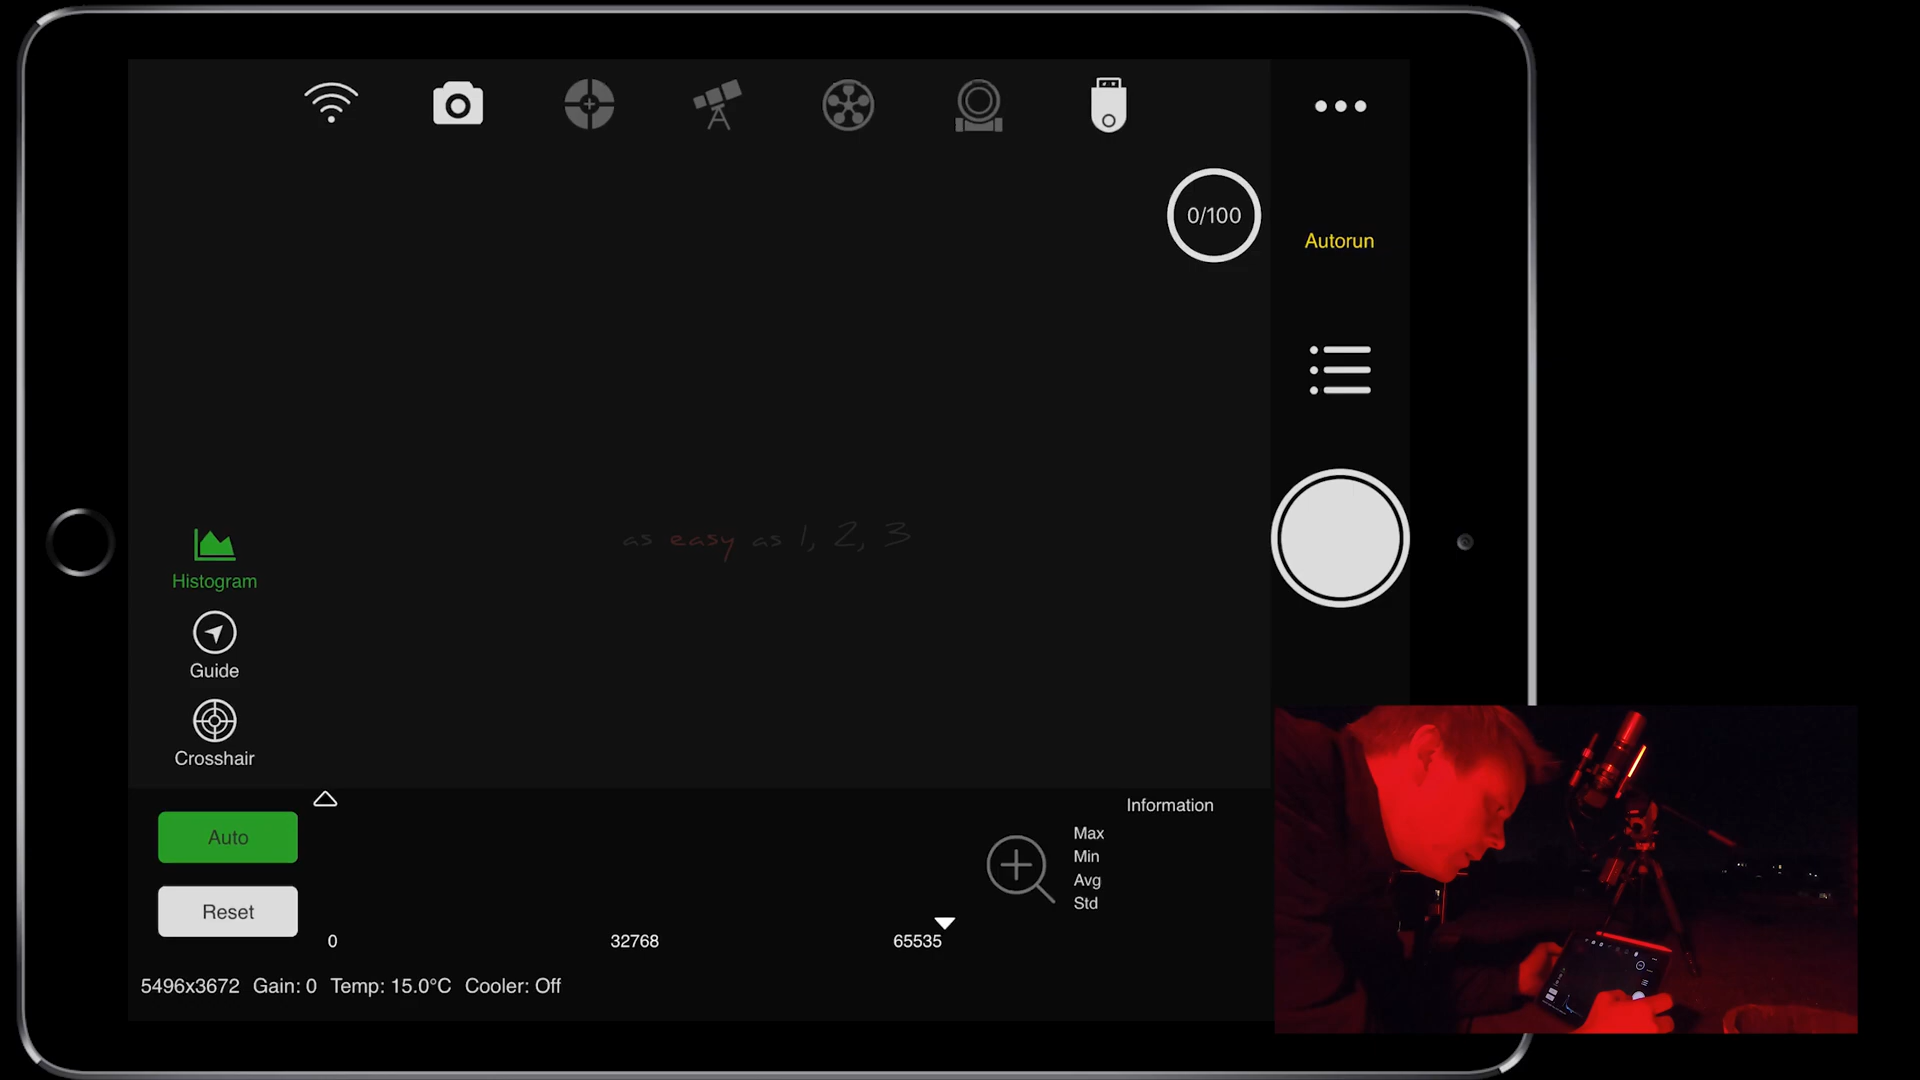 0/100
Autorun
as easy as 1, 2, 3
Histogram
Guide
Crosshair
Auto
Reset
0
32768
65535
Information
Max
Min
Avg
Std
5496x3672 Gain: 0 Temp: 15.0°C Cooler: Off